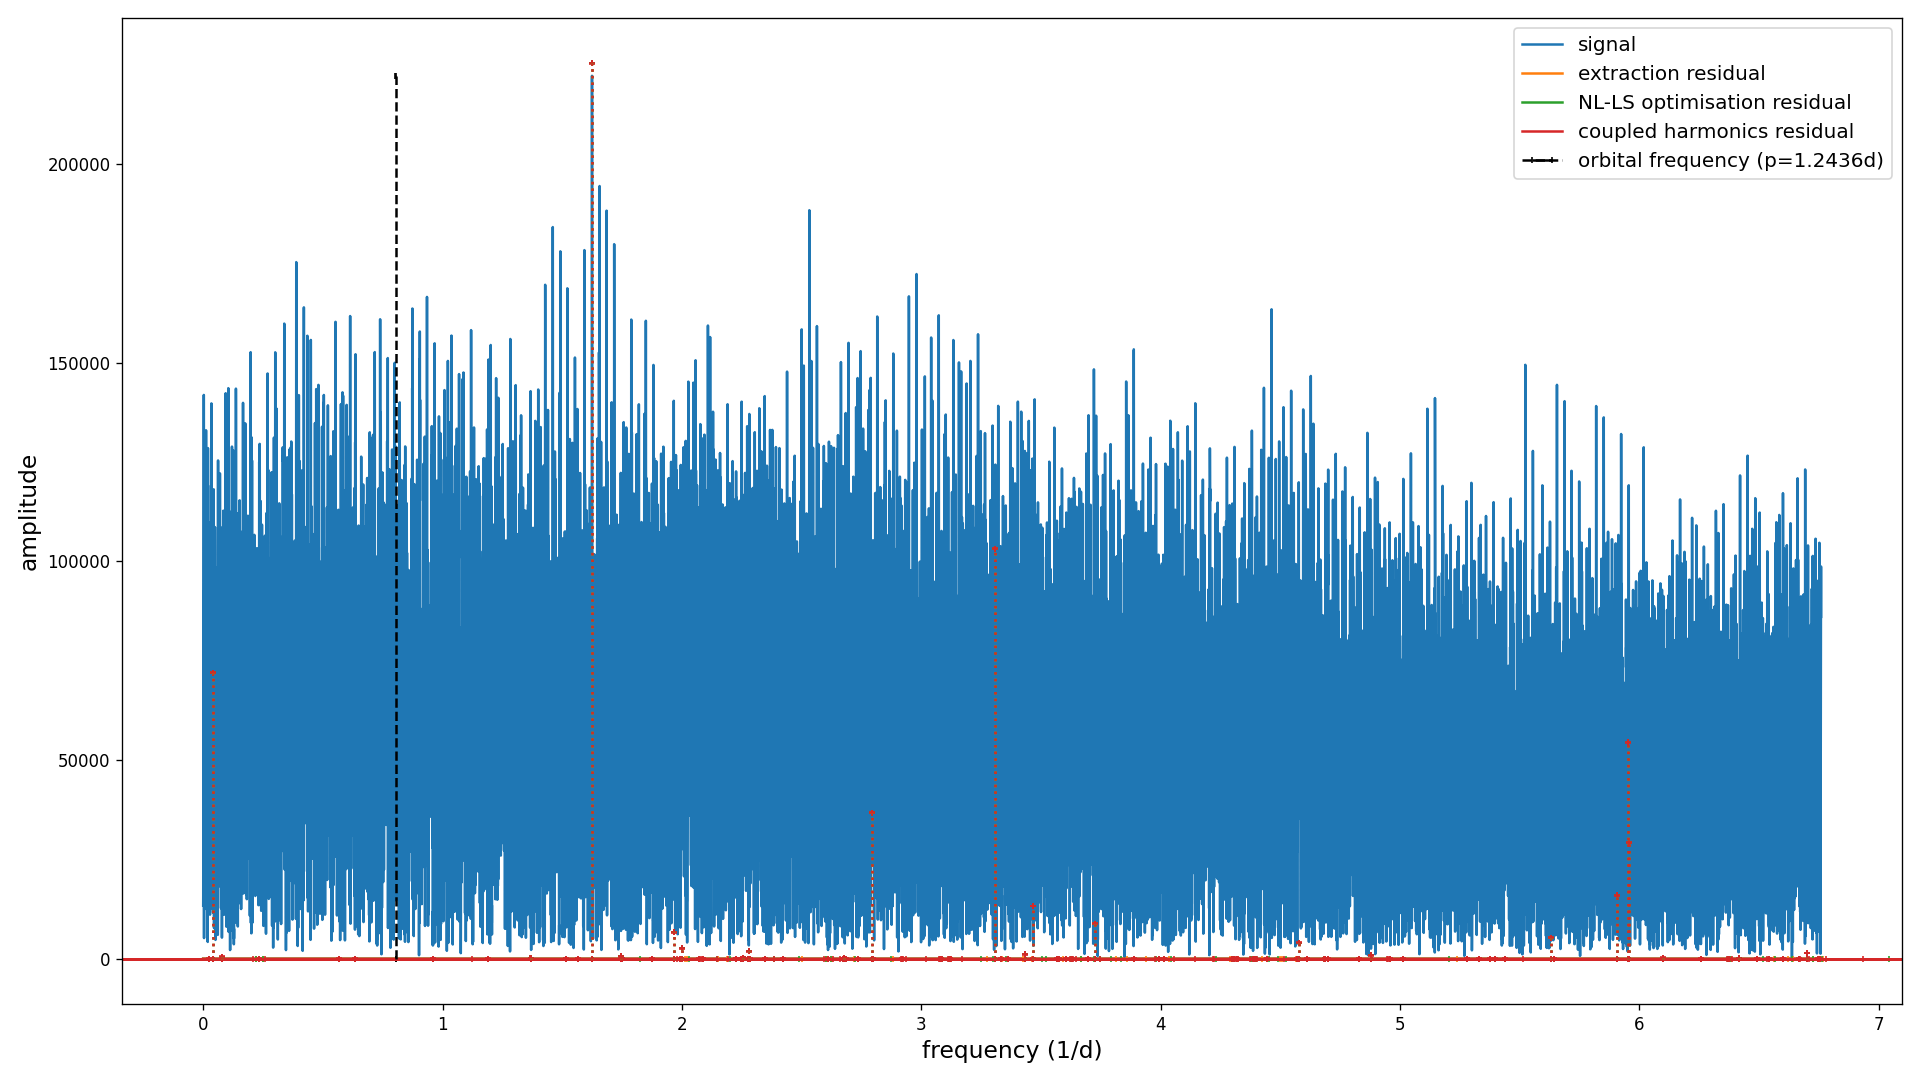 signal
extraction residual
NL-LS optimisation residual
coupled harmonics residual
orbital frequency (p=1.2436d)
amplitude
200000
150000
100000
50000
0
0 1 2 3 4 5 6 7
frequency (1/d)